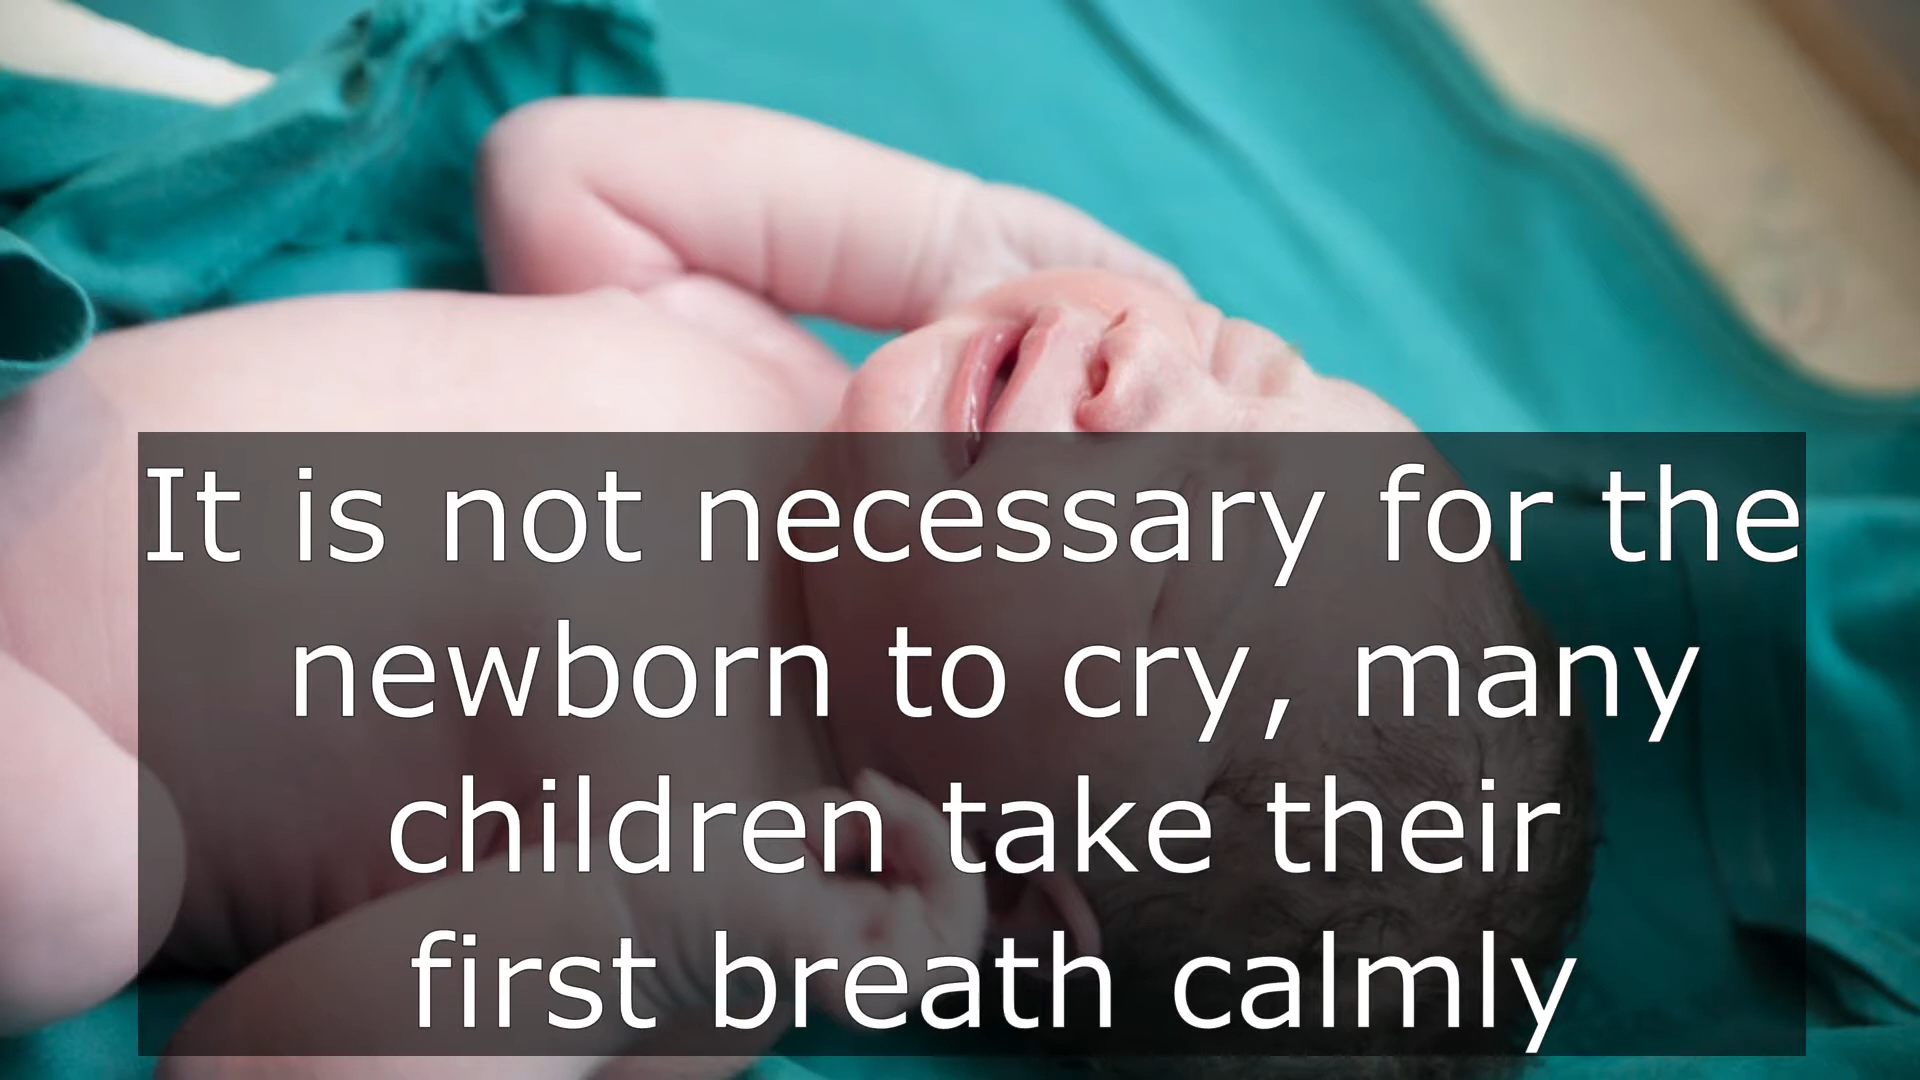 It is not necessary for the
newborn to cry, many
children take their
first breath calmly